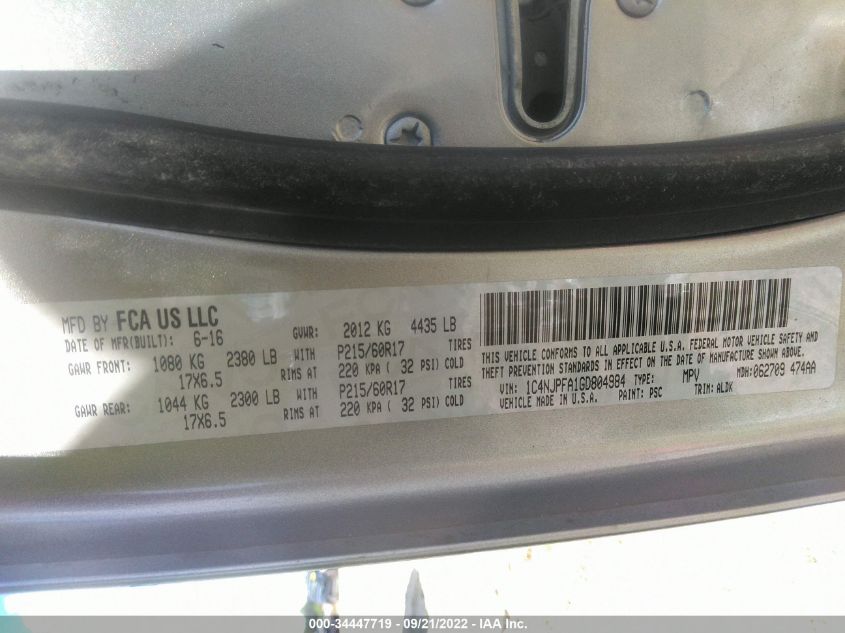 MFD BY FCA US LLC
DATE OF MFR(BUILT): 6-16 GVWR: 2012 KG 4435 LB
GAWR FRONT: 1080 KG 2380 LB WITH P215/60R17 TIRES
17X6.5 RIMS AT 220 KPA ( 32 PSI) COLD
GAWR REAR: 1044 KG 2300 LB WITH P215/60R17 TIRES
17X6.5 RIMS AT 220 KPA ( 32 PSI) COLD
THIS VEHICLE CONFORMS TO ALL APPLICABLE U.S.A. FEDERAL MOTOR VEHICLE SAFETY AND
THEFT PREVENTION STANDARDS IN EFFECT ON THE DATE OF MANUFACTURE SHOWN ABOVE.
VIN: 1C4NJPFA1GD804984 TYPE: MPV MDH: 062709 474AA
VEHICLE MADE IN U.S.A. PAINT: PSC TRIM: ALDK
000-34447719 - 09/21/2022 - IAA Inc.